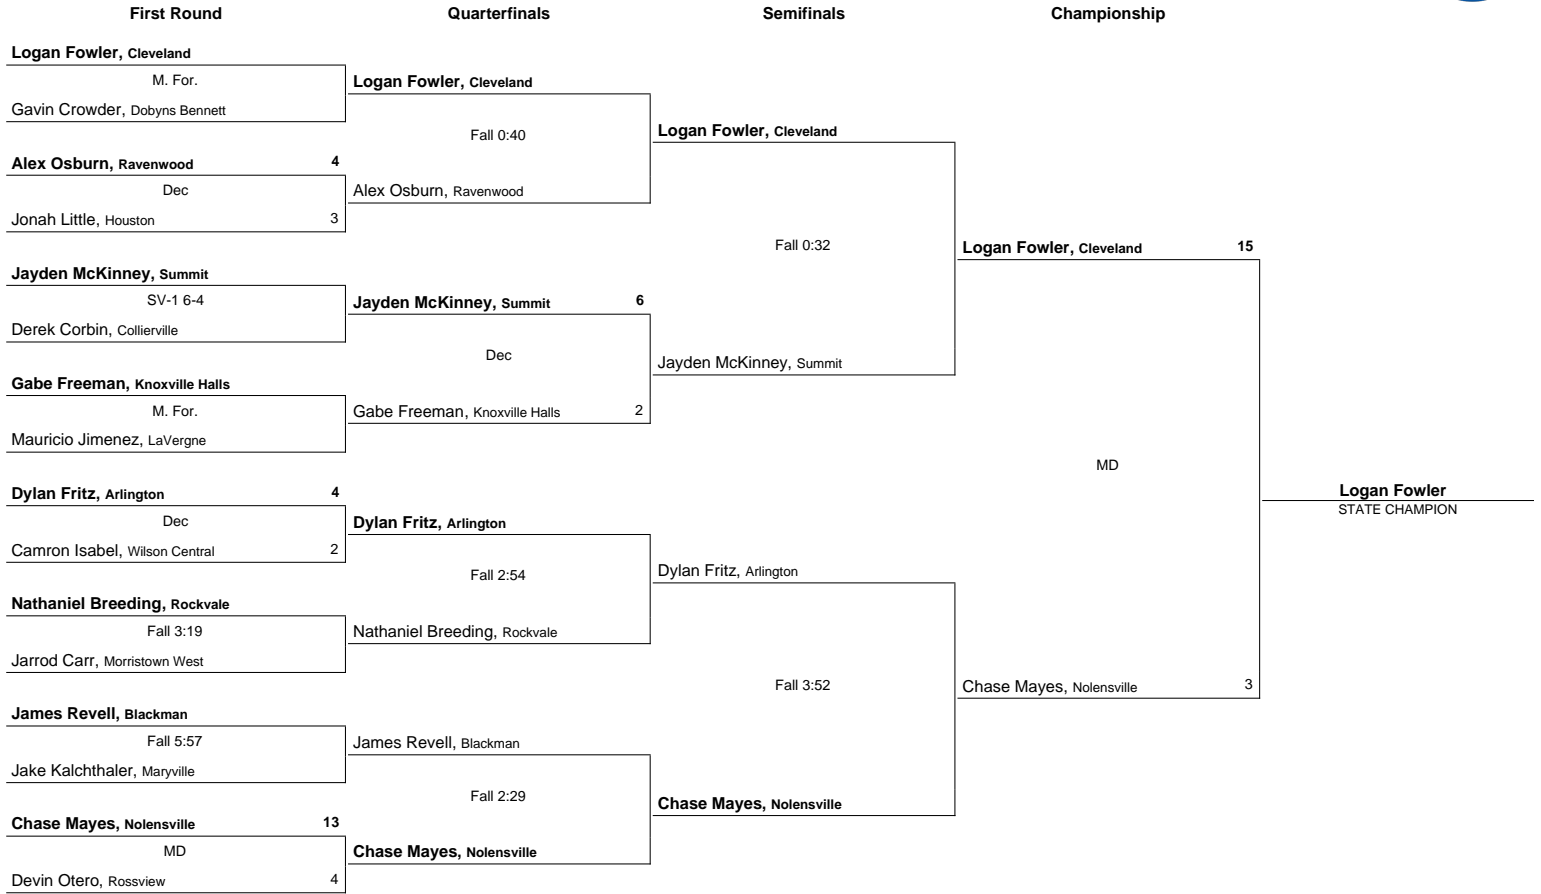 First Round
Quarterfinals
Semifinals
Championship
Logan Fowler, Cleveland
M. For.
Gavin Crowder, Dobyns Bennett
Alex Osburn, Ravenwood 4
Dec
Jonah Little, Houston 3
Jayden McKinney, Summit
SV-1 6-4
Derek Corbin, Collierville
Gabe Freeman, Knoxville Halls
M. For.
Mauricio Jimenez, LaVergne
Dylan Fritz, Arlington 4
Dec
Camron Isabel, Wilson Central 2
Nathaniel Breeding, Rockvale
Fall 3:19
Jarrod Carr, Morristown West
James Revell, Blackman
Fall 5:57
Jake Kalchthaler, Maryville
Chase Mayes, Nolensville 13
MD
Devin Otero, Rossview 4
Logan Fowler, Cleveland
Fall 0:40
Alex Osburn, Ravenwood
Jayden McKinney, Summit 6
Dec
Gabe Freeman, Knoxville Halls 2
Dylan Fritz, Arlington
Fall 2:54
Nathaniel Breeding, Rockvale
James Revell, Blackman
Fall 2:29
Chase Mayes, Nolensville
Logan Fowler, Cleveland
Fall 0:32
Jayden McKinney, Summit
Dylan Fritz, Arlington
Fall 3:52
Chase Mayes, Nolensville
Logan Fowler, Cleveland 15
MD
Chase Mayes, Nolensville 3
Logan Fowler
STATE CHAMPION